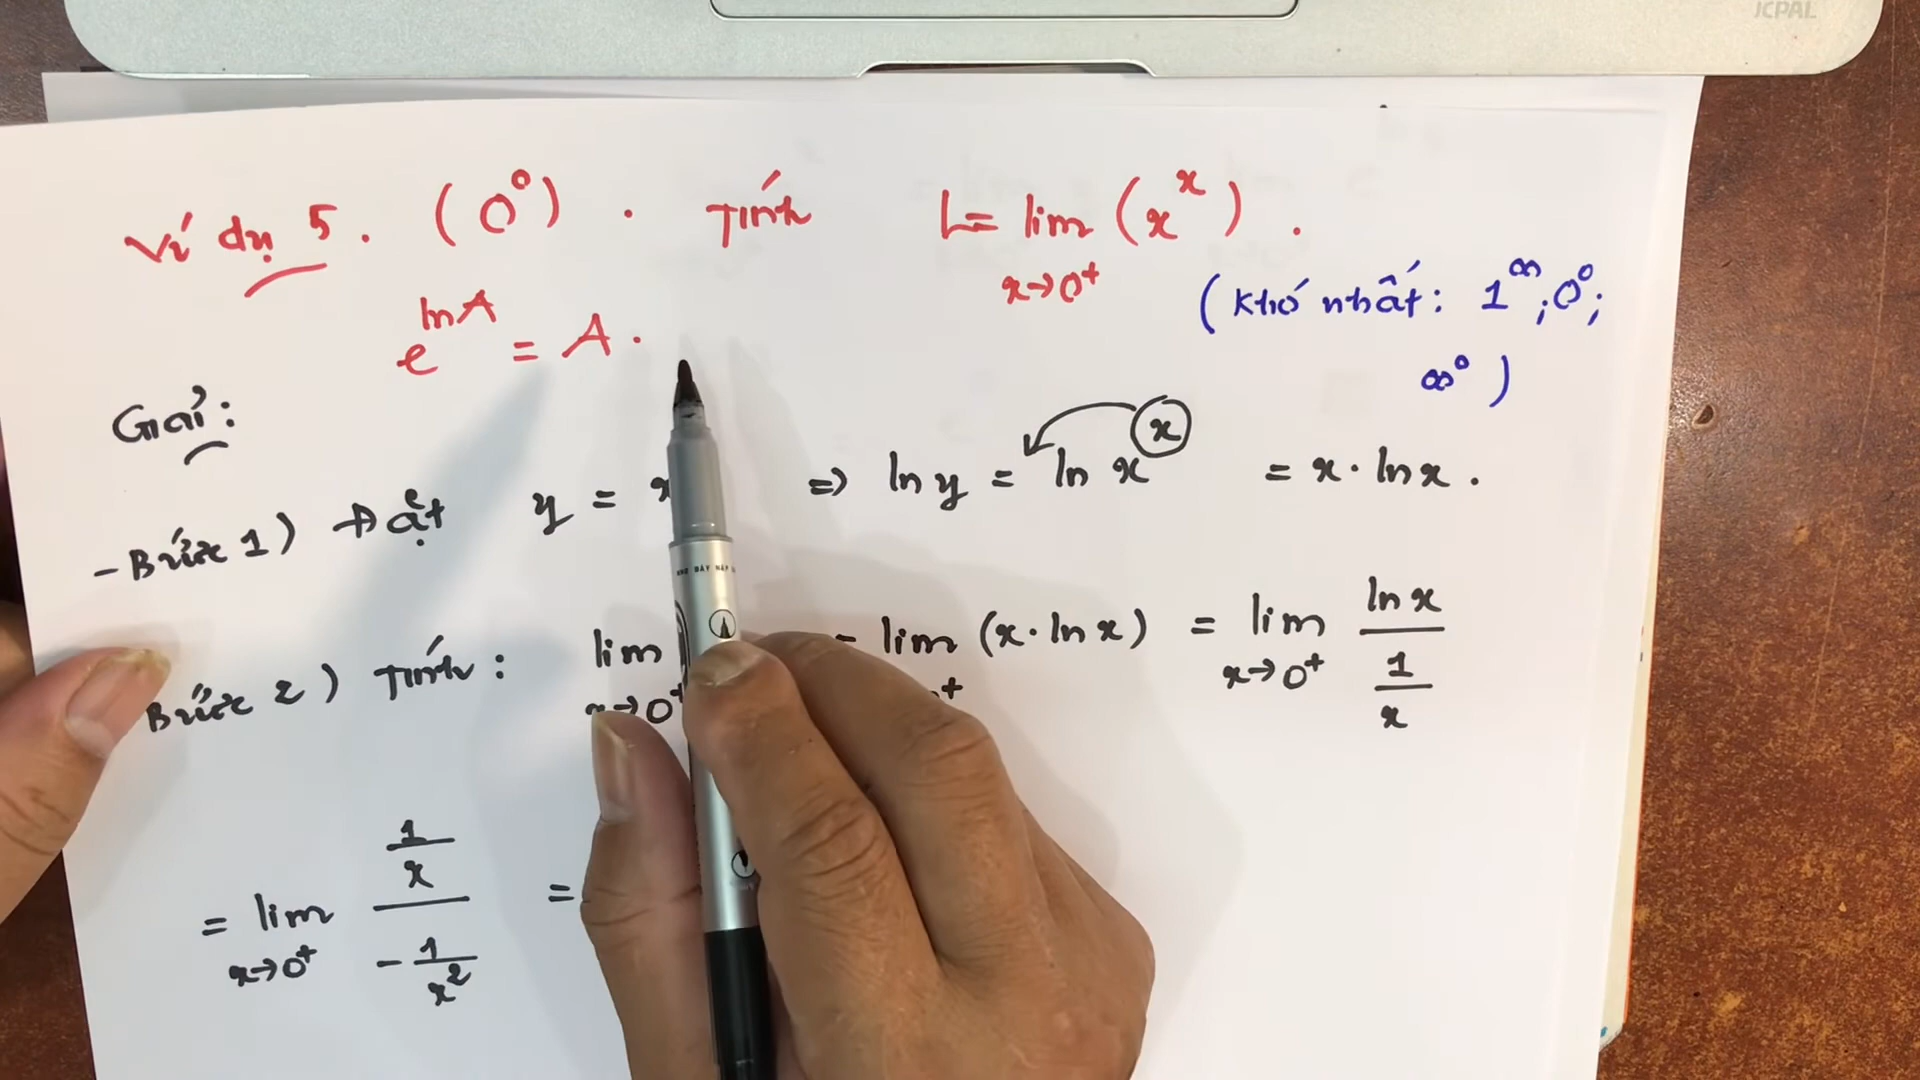 JCPAL
Ví dụ 5. (0⁰). Tính L = lim (x^x).
x→0⁺
(Khó nhất: 1^∞; 0⁰;
∞⁰)
e^lnA = A.
Giải:
- Bước 1) Đặt y = x ⇒ ln y = ln x^x = x·ln x.
Bước 2) Tính: lim = lim (x·ln x) = lim ln x / (1/x)
x→0⁺ ⁺ x→0⁺
= lim (1/x) / (-1/x²) =
x→0⁺